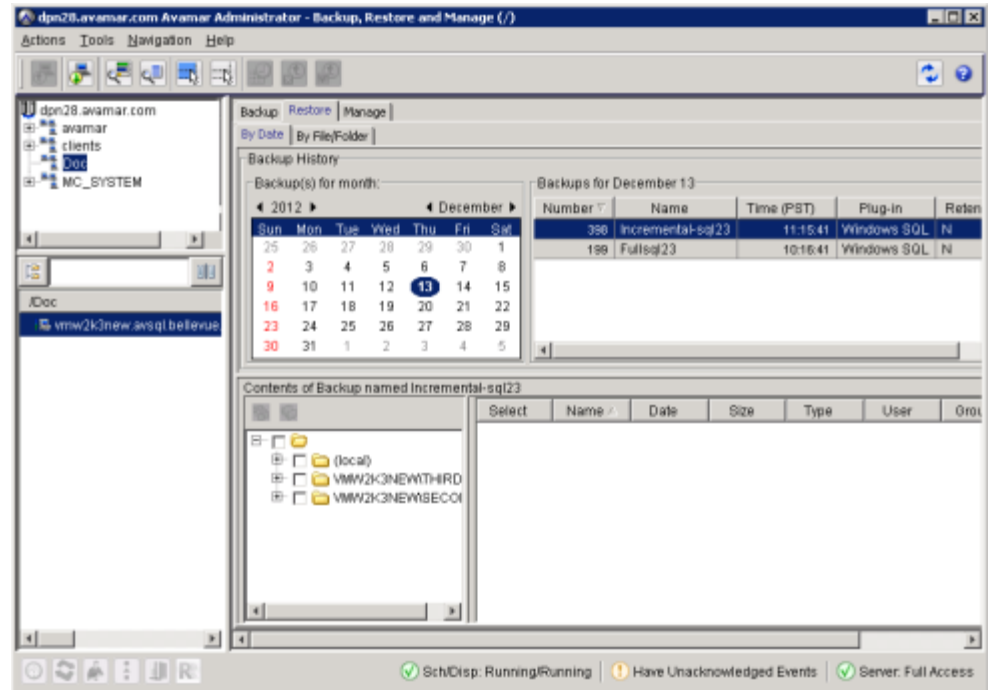 dpn28.avamar.com Avamar Administrator - Backup, Restore and Manage (/)
Actions Tools Navigation Help
dpn28.avamar.com
avamar
clients
Doc
MC_SYSTEM
/Doc
vmw2k3new.avsql.bellevue.
Backup Restore Manage
By Date By File/Folder
Backup History
Backup(s) for month:
2012 December
Sun Mon Tue Wed Thu Fri Sat
25 26 27 28 29 30 1
2 3 4 5 6 7 8
9 10 11 12 13 14 15
16 17 18 19 20 21 22
23 24 25 26 27 28 29
30 31 1 2 3 4 5
Backups for December 13
Number Name Time (PST) Plug-in Reten
398 Incremental-sql23 11:15:41 Windows SQL N
199 Fullsql23 10:16:41 Windows SQL N
Contents of Backup named Incremental-sql23
(local)
VMW2K3NEW\THIRD
VMW2K3NEW\SECO
Select Name Date Size Type User Grou
Sch/Disp: Running/Running Have Unacknowledged Events Server: Full Access